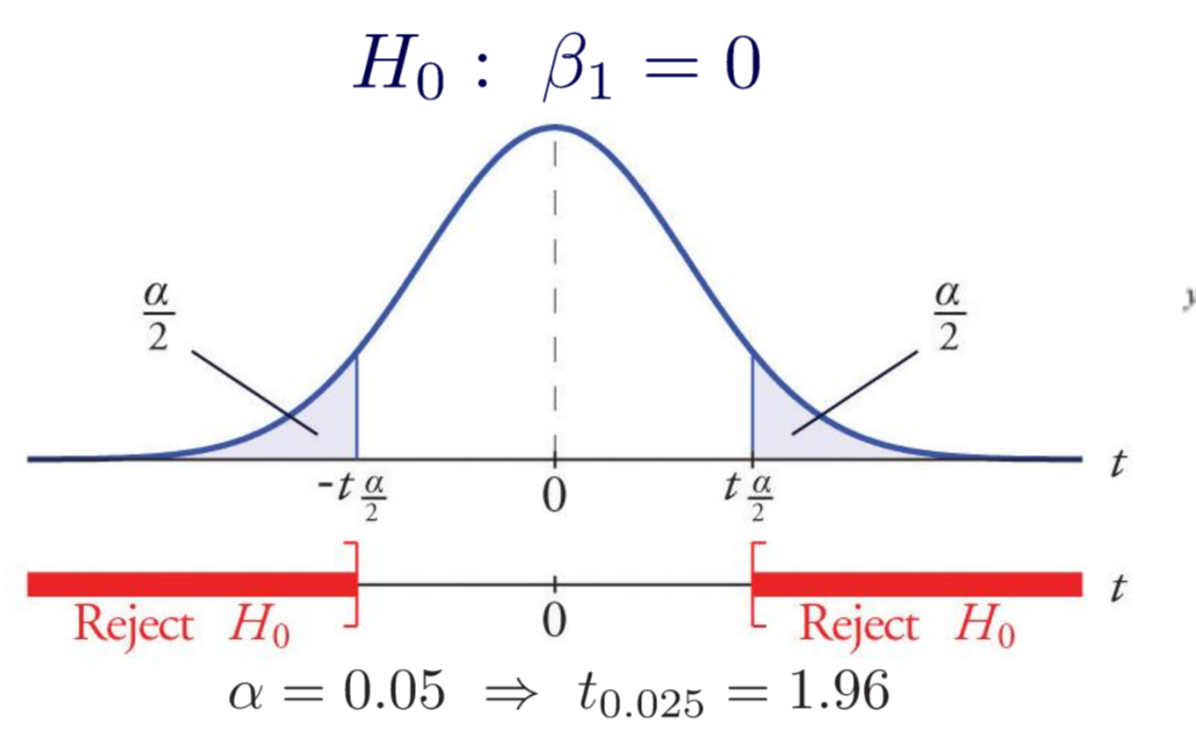 H₀ : β₁ = 0
α/2 α/2
-t α/2 0 t α/2 t
0 t
Reject H₀ Reject H₀
α = 0.05 ⇒ t₀.₀₂₅ = 1.96